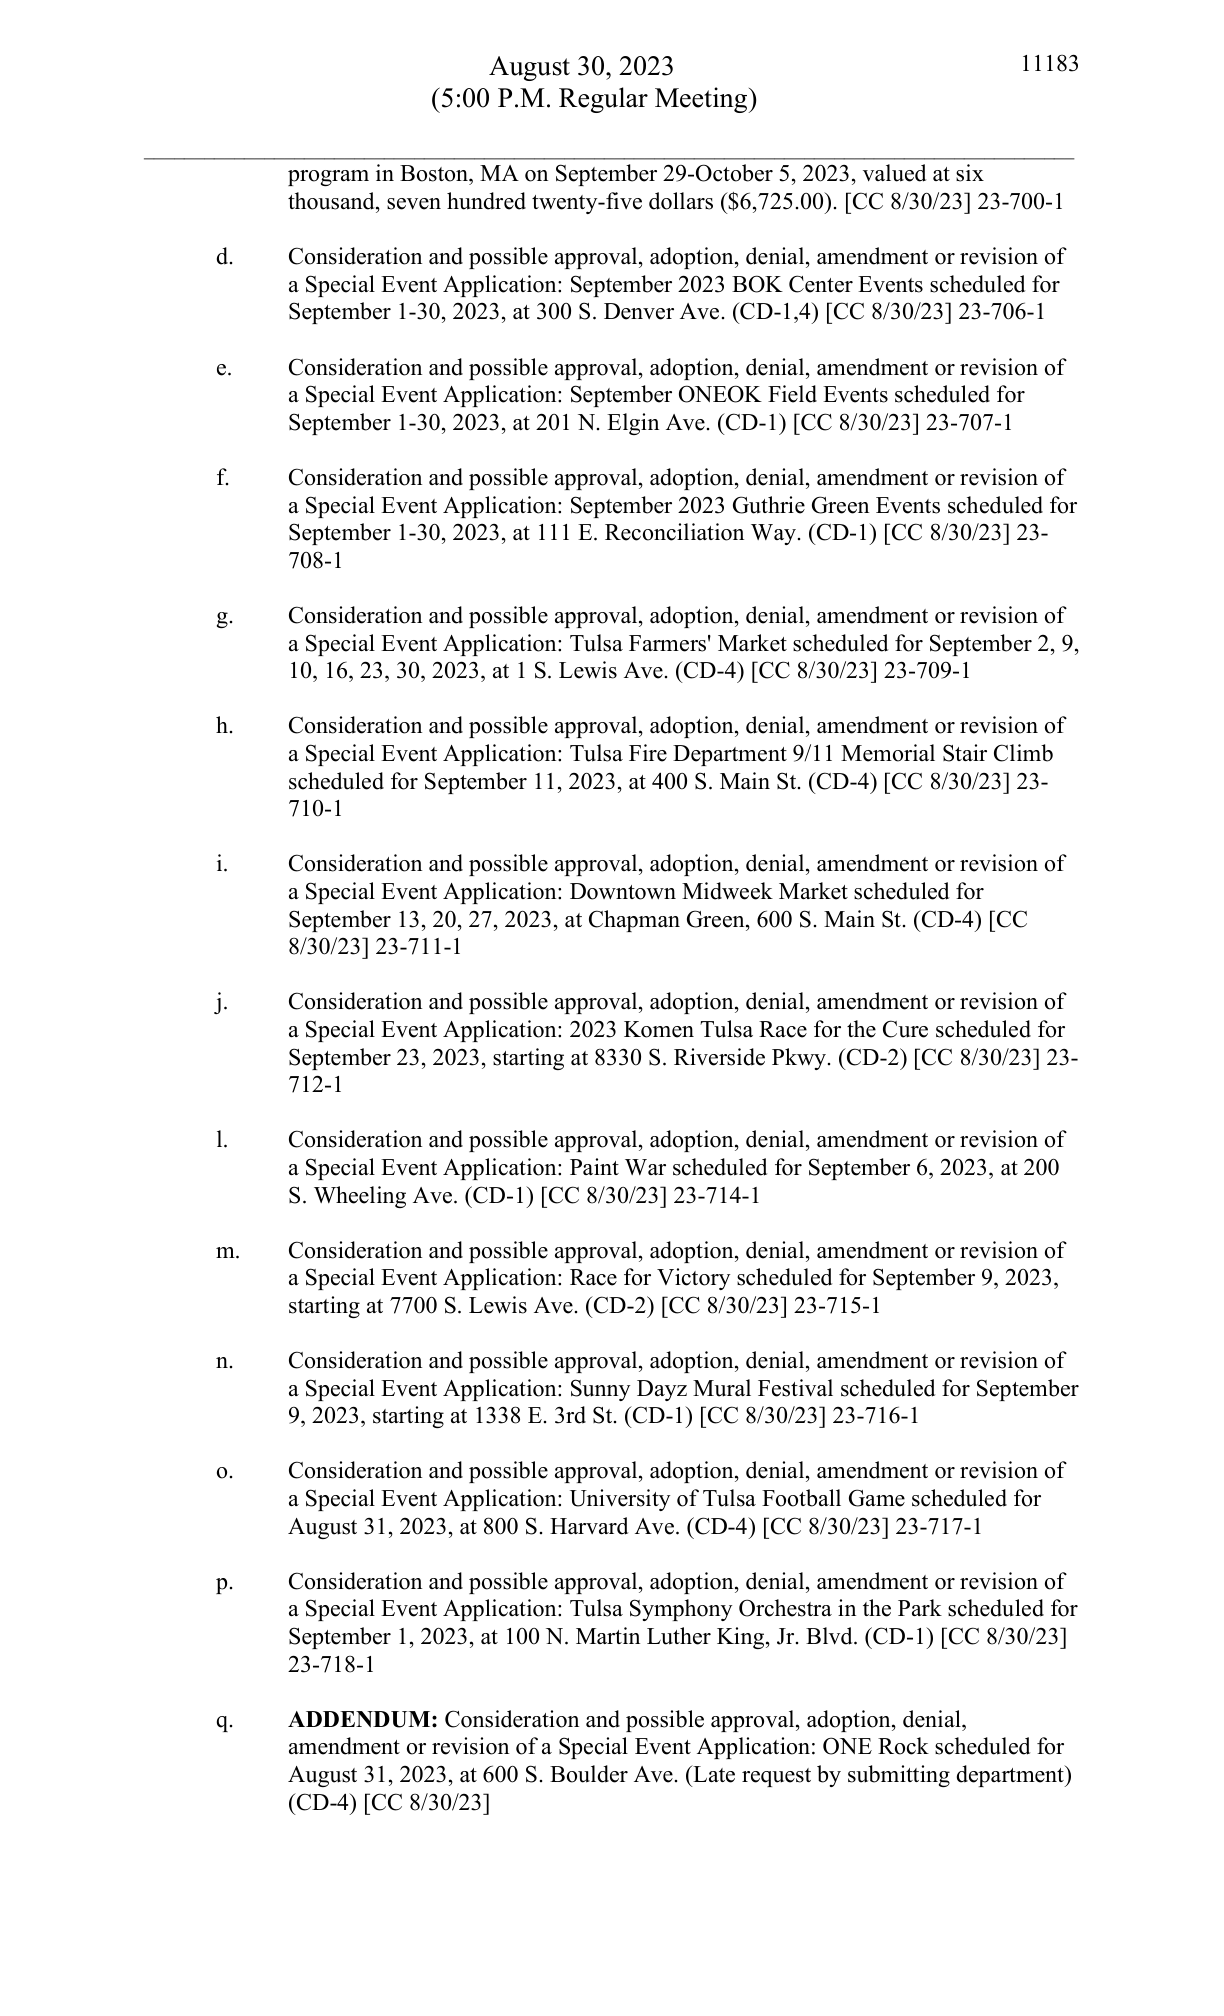 August 30, 2023
11183
(5:00 P.M. Regular Meeting)
program in Boston, MA on September 29-October 5, 2023, valued at six
thousand, seven hundred twenty-five dollars ($6,725.00). [CC 8/30/23] 23-700-1
d. Consideration and possible approval, adoption, denial, amendment or revision of
a Special Event Application: September 2023 BOK Center Events scheduled for
September 1-30, 2023, at 300 S. Denver Ave. (CD-1,4) [CC 8/30/23] 23-706-1
e. Consideration and possible approval, adoption, denial, amendment or revision of
a Special Event Application: September ONEOK Field Events scheduled for
September 1-30, 2023, at 201 N. Elgin Ave. (CD-1) [CC 8/30/23] 23-707-1
f. Consideration and possible approval, adoption, denial, amendment or revision of
a Special Event Application: September 2023 Guthrie Green Events scheduled for
September 1-30, 2023, at 111 E. Reconciliation Way. (CD-1) [CC 8/30/23] 23-
708-1
g. Consideration and possible approval, adoption, denial, amendment or revision of
a Special Event Application: Tulsa Farmers' Market scheduled for September 2, 9,
10, 16, 23, 30, 2023, at 1 S. Lewis Ave. (CD-4) [CC 8/30/23] 23-709-1
h. Consideration and possible approval, adoption, denial, amendment or revision of
a Special Event Application: Tulsa Fire Department 9/11 Memorial Stair Climb
scheduled for September 11, 2023, at 400 S. Main St. (CD-4) [CC 8/30/23] 23-
710-1
i. Consideration and possible approval, adoption, denial, amendment or revision of
a Special Event Application: Downtown Midweek Market scheduled for
September 13, 20, 27, 2023, at Chapman Green, 600 S. Main St. (CD-4) [CC
8/30/23] 23-711-1
j. Consideration and possible approval, adoption, denial, amendment or revision of
a Special Event Application: 2023 Komen Tulsa Race for the Cure scheduled for
September 23, 2023, starting at 8330 S. Riverside Pkwy. (CD-2) [CC 8/30/23] 23-
712-1
l. Consideration and possible approval, adoption, denial, amendment or revision of
a Special Event Application: Paint War scheduled for September 6, 2023, at 200
S. Wheeling Ave. (CD-1) [CC 8/30/23] 23-714-1
m. Consideration and possible approval, adoption, denial, amendment or revision of
a Special Event Application: Race for Victory scheduled for September 9, 2023,
starting at 7700 S. Lewis Ave. (CD-2) [CC 8/30/23] 23-715-1
n. Consideration and possible approval, adoption, denial, amendment or revision of
a Special Event Application: Sunny Dayz Mural Festival scheduled for September
9, 2023, starting at 1338 E. 3rd St. (CD-1) [CC 8/30/23] 23-716-1
o. Consideration and possible approval, adoption, denial, amendment or revision of
a Special Event Application: University of Tulsa Football Game scheduled for
August 31, 2023, at 800 S. Harvard Ave. (CD-4) [CC 8/30/23] 23-717-1
p. Consideration and possible approval, adoption, denial, amendment or revision of
a Special Event Application: Tulsa Symphony Orchestra in the Park scheduled for
September 1, 2023, at 100 N. Martin Luther King, Jr. Blvd. (CD-1) [CC 8/30/23]
23-718-1
q. ADDENDUM: Consideration and possible approval, adoption, denial,
amendment or revision of a Special Event Application: ONE Rock scheduled for
August 31, 2023, at 600 S. Boulder Ave. (Late request by submitting department)
(CD-4) [CC 8/30/23]